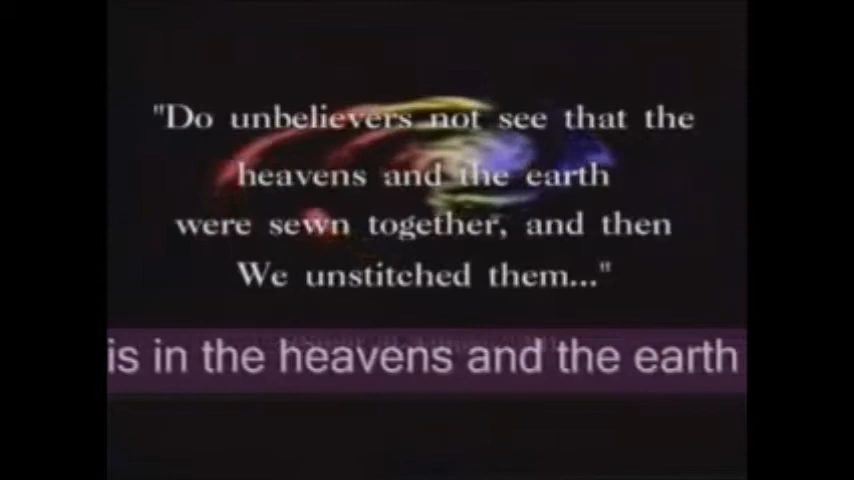 "Do unbelievers not see that the
heavens and the earth
were sewn together, and then
We unstitched them..."
is in the heavens and the earth